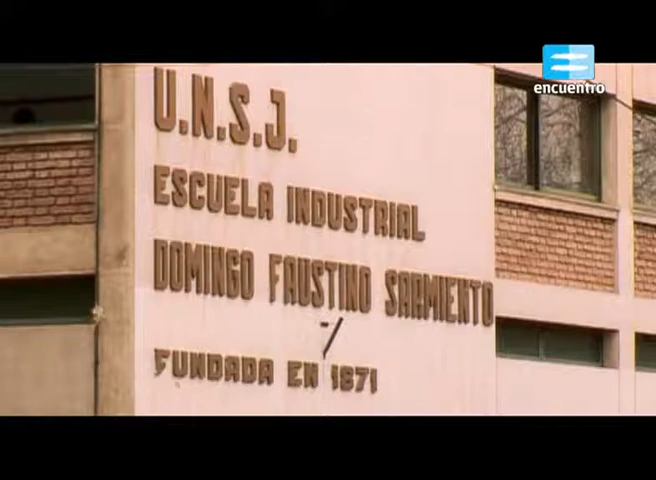 encuentro
U.N.S.J.
ESCUELA INDUSTRIAL
DOMINGO FAUSTINO SARMIENTO
FUNDADA EN 1871